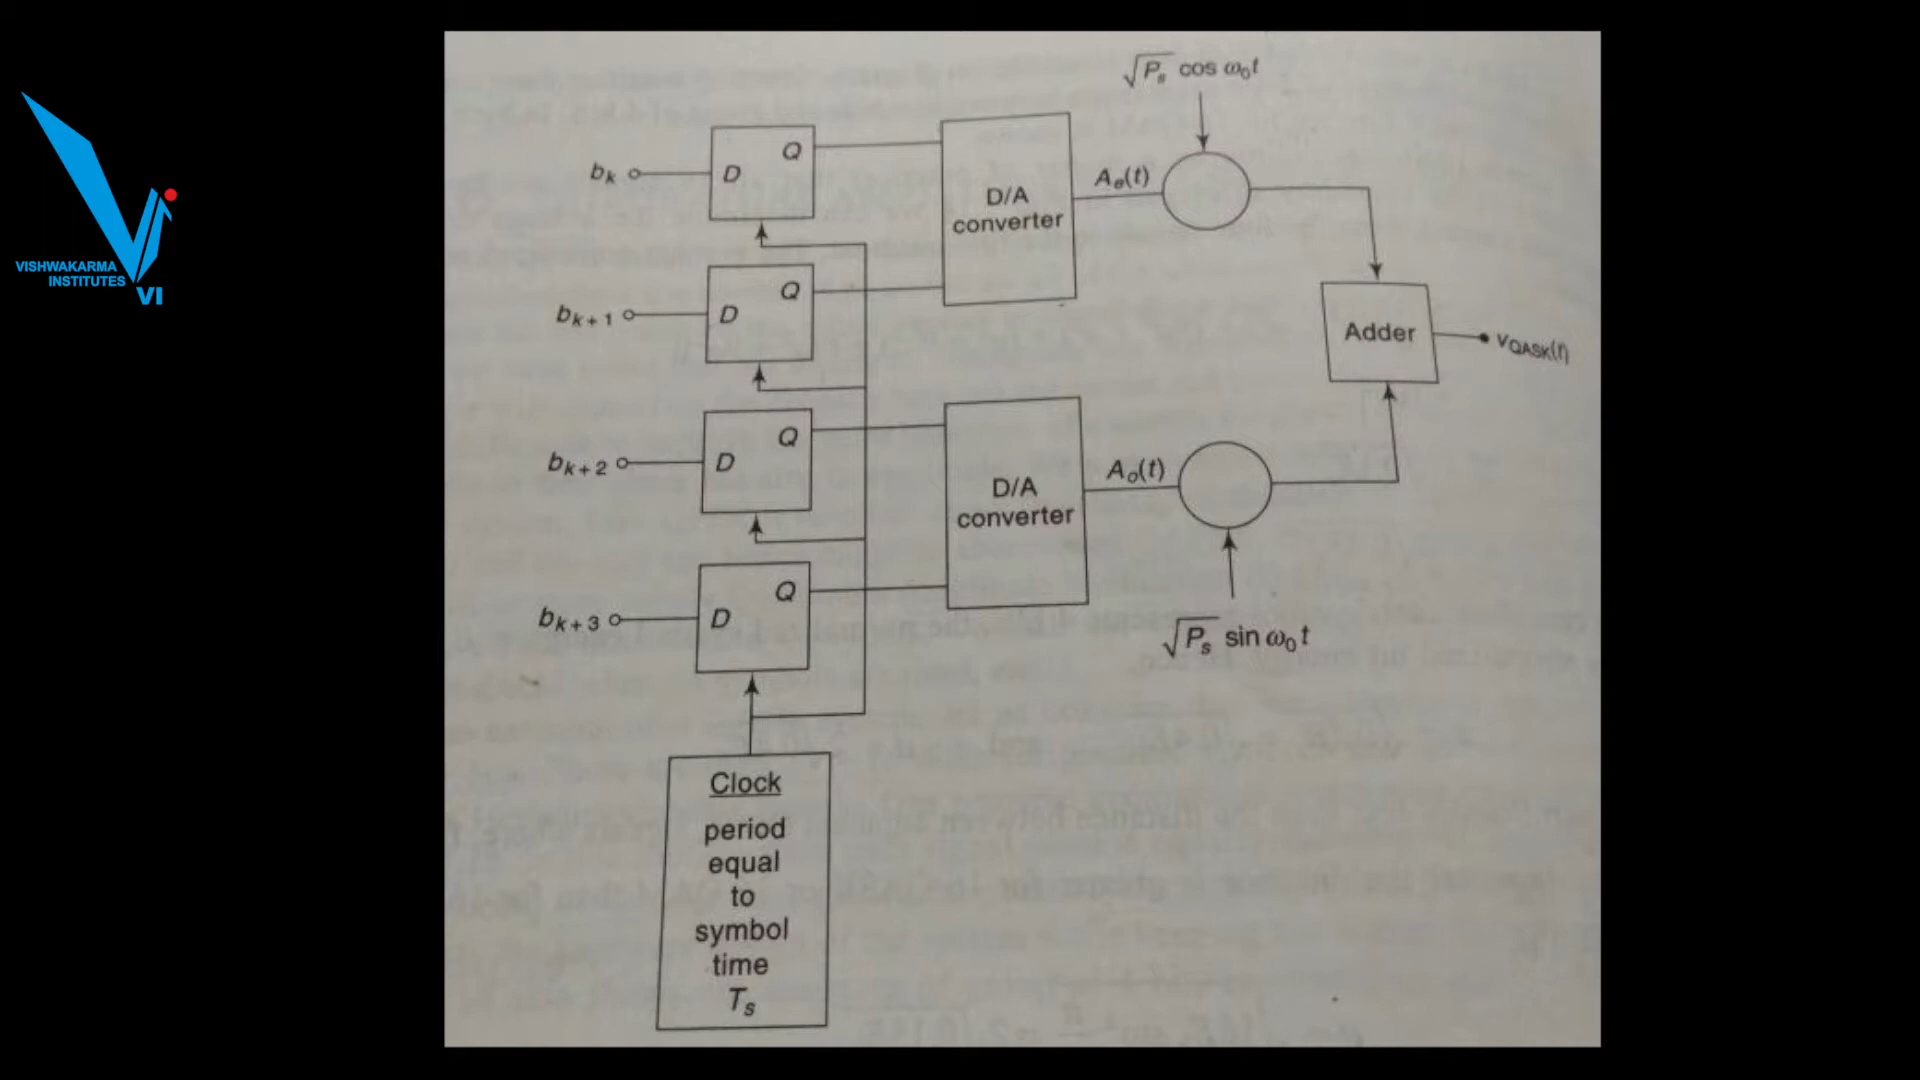 VISHWAKARMA
INSTITUTES
VI
√Ps cos ω₀t
bk
D
Q
D/A
converter
Ae(t)
bk+1
D
Q
Adder
vQASK(t)
bk+2
D
Q
D/A
converter
Ao(t)
bk+3
D
Q
√Ps sin ω₀t
Clock
period
equal
to
symbol
time
Ts